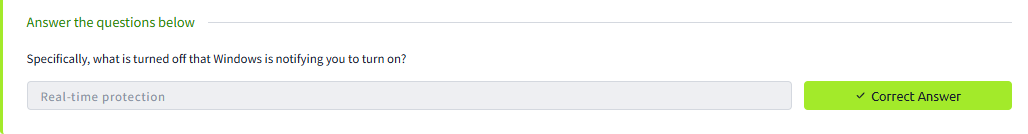 Answer the questions below
Specifically, what is turned off that Windows is notifying you to turn on?
Real-time protection
✓ Correct Answer